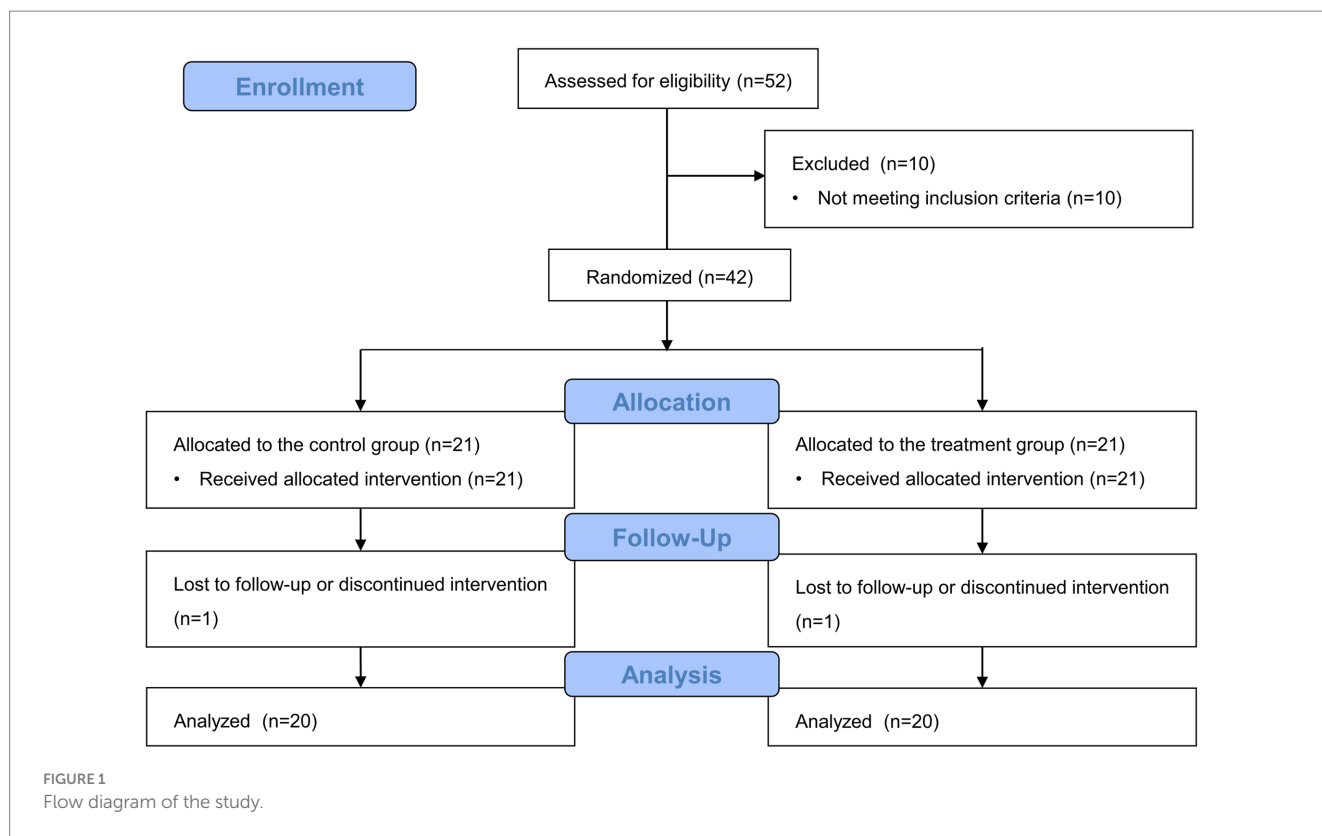 Enrollment
Assessed for eligibility (n=52)
Excluded (n=10)
• Not meeting inclusion criteria (n=10)
Randomized (n=42)
Allocation
Allocated to the control group (n=21)
• Received allocated intervention (n=21)
Allocated to the treatment group (n=21)
• Received allocated intervention (n=21)
Follow-Up
Lost to follow-up or discontinued intervention
(n=1)
Lost to follow-up or discontinued intervention
(n=1)
Analysis
Analyzed (n=20)
Analyzed (n=20)
FIGURE 1
Flow diagram of the study.